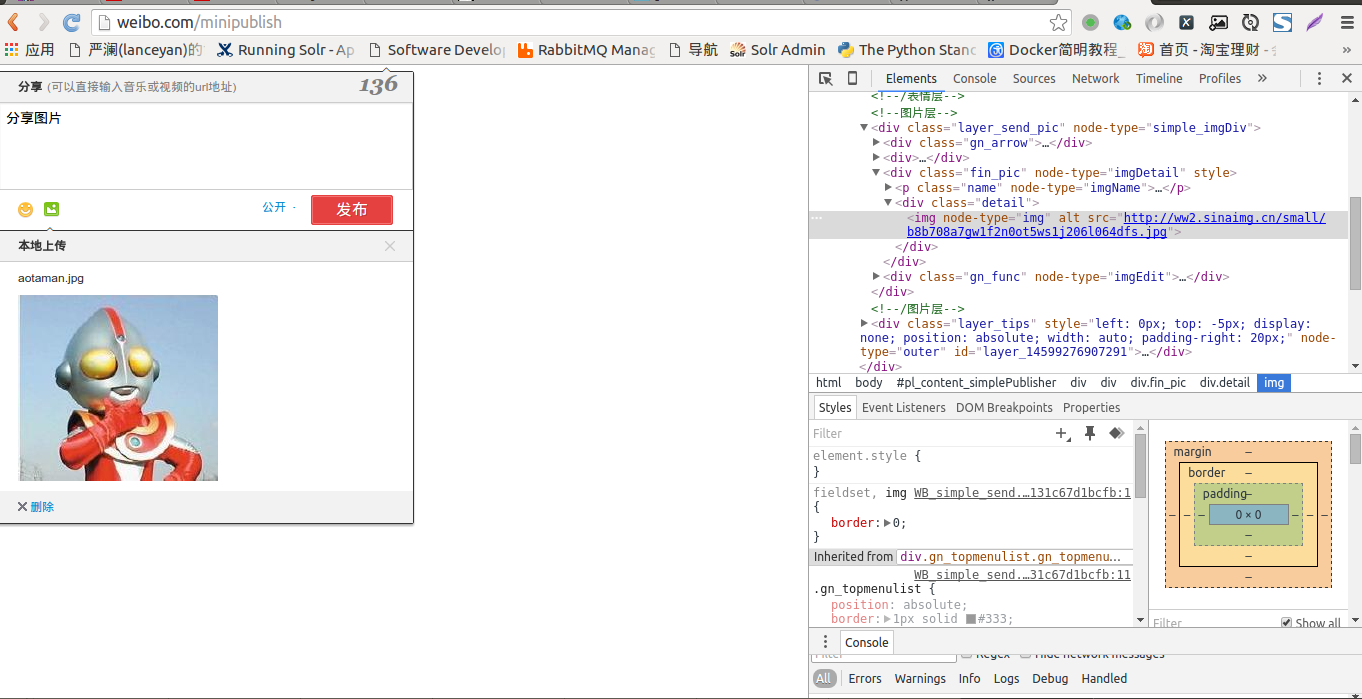 weibo.com/minipublish
应用 严澜(lanceyan)的 Running Solr - Ap Software Develo RabbitMQ Mana 导航 Solr Admin The Python Stan Docker简明教程_ 首页 - 淘宝理财 - »
分享 (可以直接输入音乐或视频的url地址) 136
分享图片
公开 发布
本地上传
aotaman.jpg
删除
Elements Console Sources Network Timeline Profiles »
<!--/表情层-->
<!--图片层-->
▼<div class="layer_send_pic" node-type="simple_imgDiv">
▶<div class="gn_arrow">…</div>
▶<div>…</div>
▼<div class="fin_pic" node-type="imgDetail" style>
▶<p class="name" node-type="imgName">…</p>
▼<div class="detail">
<img node-type="img" alt src="http://ww2.sinaimg.cn/small/
b8b708a7gw1f2n0ot5ws1j206l064dfs.jpg">
</div>
</div>
▶<div class="gn_func" node-type="imgEdit">…</div>
</div>
<!--/图片层-->
▶<div class="layer_tips" style="left: 0px; top: -5px; display:
none; position: absolute; width: auto; padding-right: 20px;" node-
type="outer" id="layer_14599276907291">…</div>
</div>
html body #pl_content_simplePublisher div div div.fin_pic div.detail img
Styles Event Listeners DOM Breakpoints Properties
Filter
element.style {
}
fieldset, img WB_simple_send.…131c67d1bcfb:1
{
border:▶0;
}
Inherited from div.gn_topmenulist.gn_topmenu…
WB_simple_send.…31c67d1bcfb:11
.gn_topmenulist {
position: absolute;
border:▶1px solid #333;
margin –
border –
padding –
– – – 0 × 0 – – –
–
–
–
Filter Show all
Console
Filter Regex Hide network messages
All Errors Warnings Info Logs Debug Handled